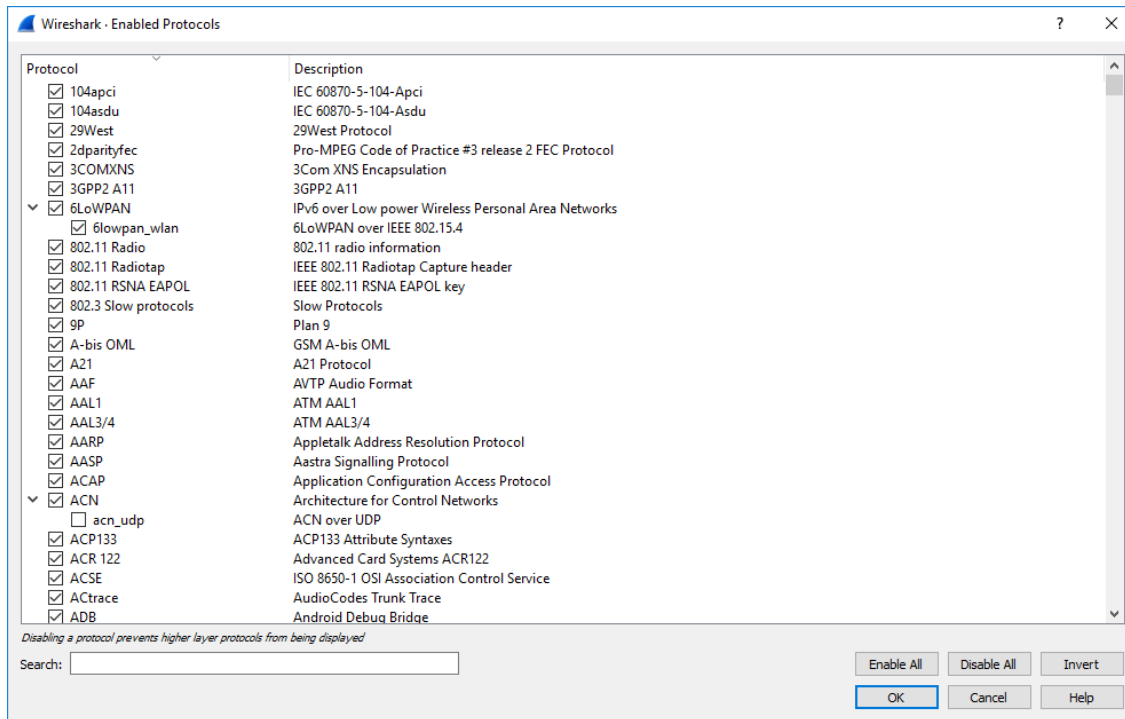 Wireshark · Enabled Protocols
Protocol Description
104apci IEC 60870-5-104-Apci
104asdu IEC 60870-5-104-Asdu
29West 29West Protocol
2dparityfec Pro-MPEG Code of Practice #3 release 2 FEC Protocol
3COMXNS 3Com XNS Encapsulation
3GPP2 A11 3GPP2 A11
6LoWPAN IPv6 over Low power Wireless Personal Area Networks
6lowpan_wlan 6LoWPAN over IEEE 802.15.4
802.11 Radio 802.11 radio information
802.11 Radiotap IEEE 802.11 Radiotap Capture header
802.11 RSNA EAPOL IEEE 802.11 RSNA EAPOL key
802.3 Slow protocols Slow Protocols
9P Plan 9
A-bis OML GSM A-bis OML
A21 A21 Protocol
AAF AVTP Audio Format
AAL1 ATM AAL1
AAL3/4 ATM AAL3/4
AARP Appletalk Address Resolution Protocol
AASP Aastra Signalling Protocol
ACAP Application Configuration Access Protocol
ACN Architecture for Control Networks
acn_udp ACN over UDP
ACP133 ACP133 Attribute Syntaxes
ACR 122 Advanced Card Systems ACR122
ACSE ISO 8650-1 OSI Association Control Service
ACtrace AudioCodes Trunk Trace
ADB Android Debug Bridge
Disabling a protocol prevents higher layer protocols from being displayed
Search: Enable All Disable All Invert
OK Cancel Help